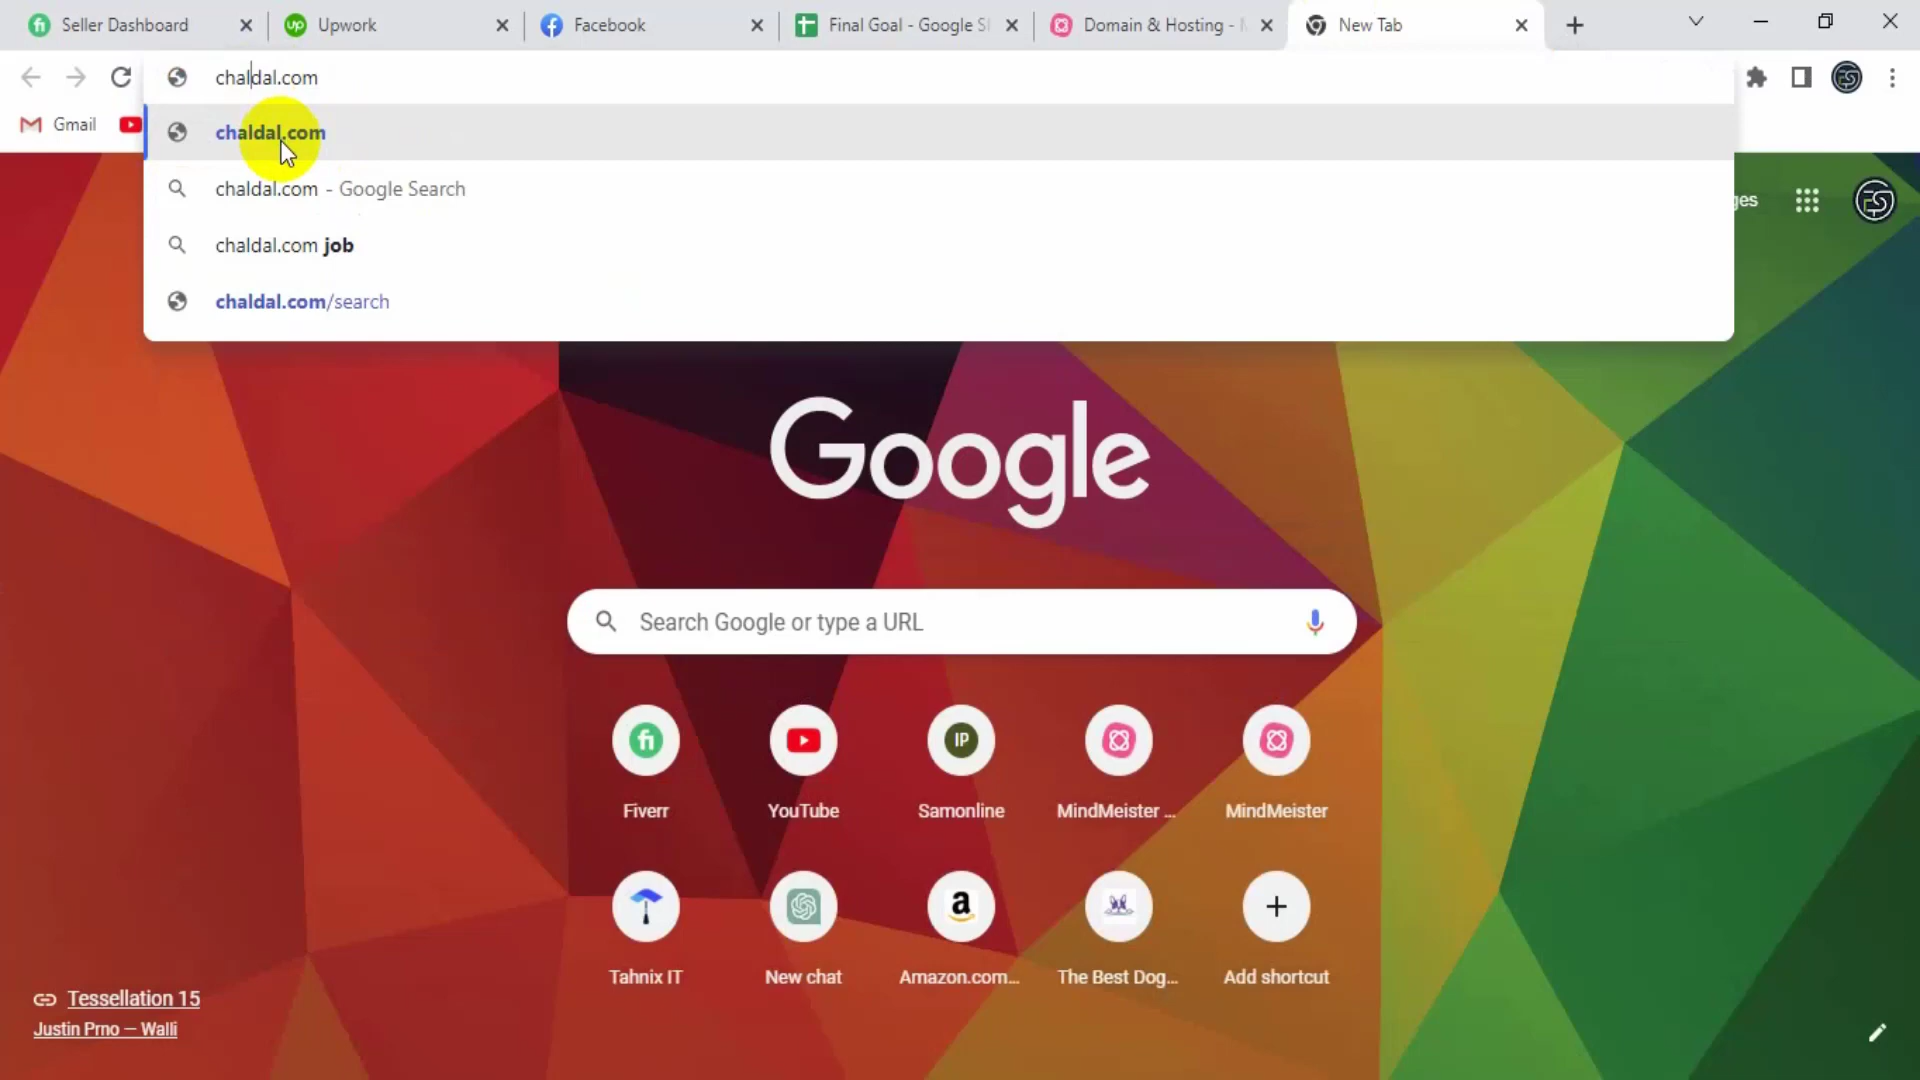 Seller Dashboard
Upwork
Facebook
Final Goal - Google S
Domain & Hosting -
New Tab
chaldal.com
Gmail
chaldal.com
chaldal.com - Google Search
chaldal.com job
chaldal.com/search
ges
Google
Search Google or type a URL
Fiverr
YouTube
IP
Samonline
MindMeister ...
MindMeister
Tahnix IT
New chat
Amazon.com...
The Best Dog...
Add shortcut
Tessellation 15
Justin Prno — Walli